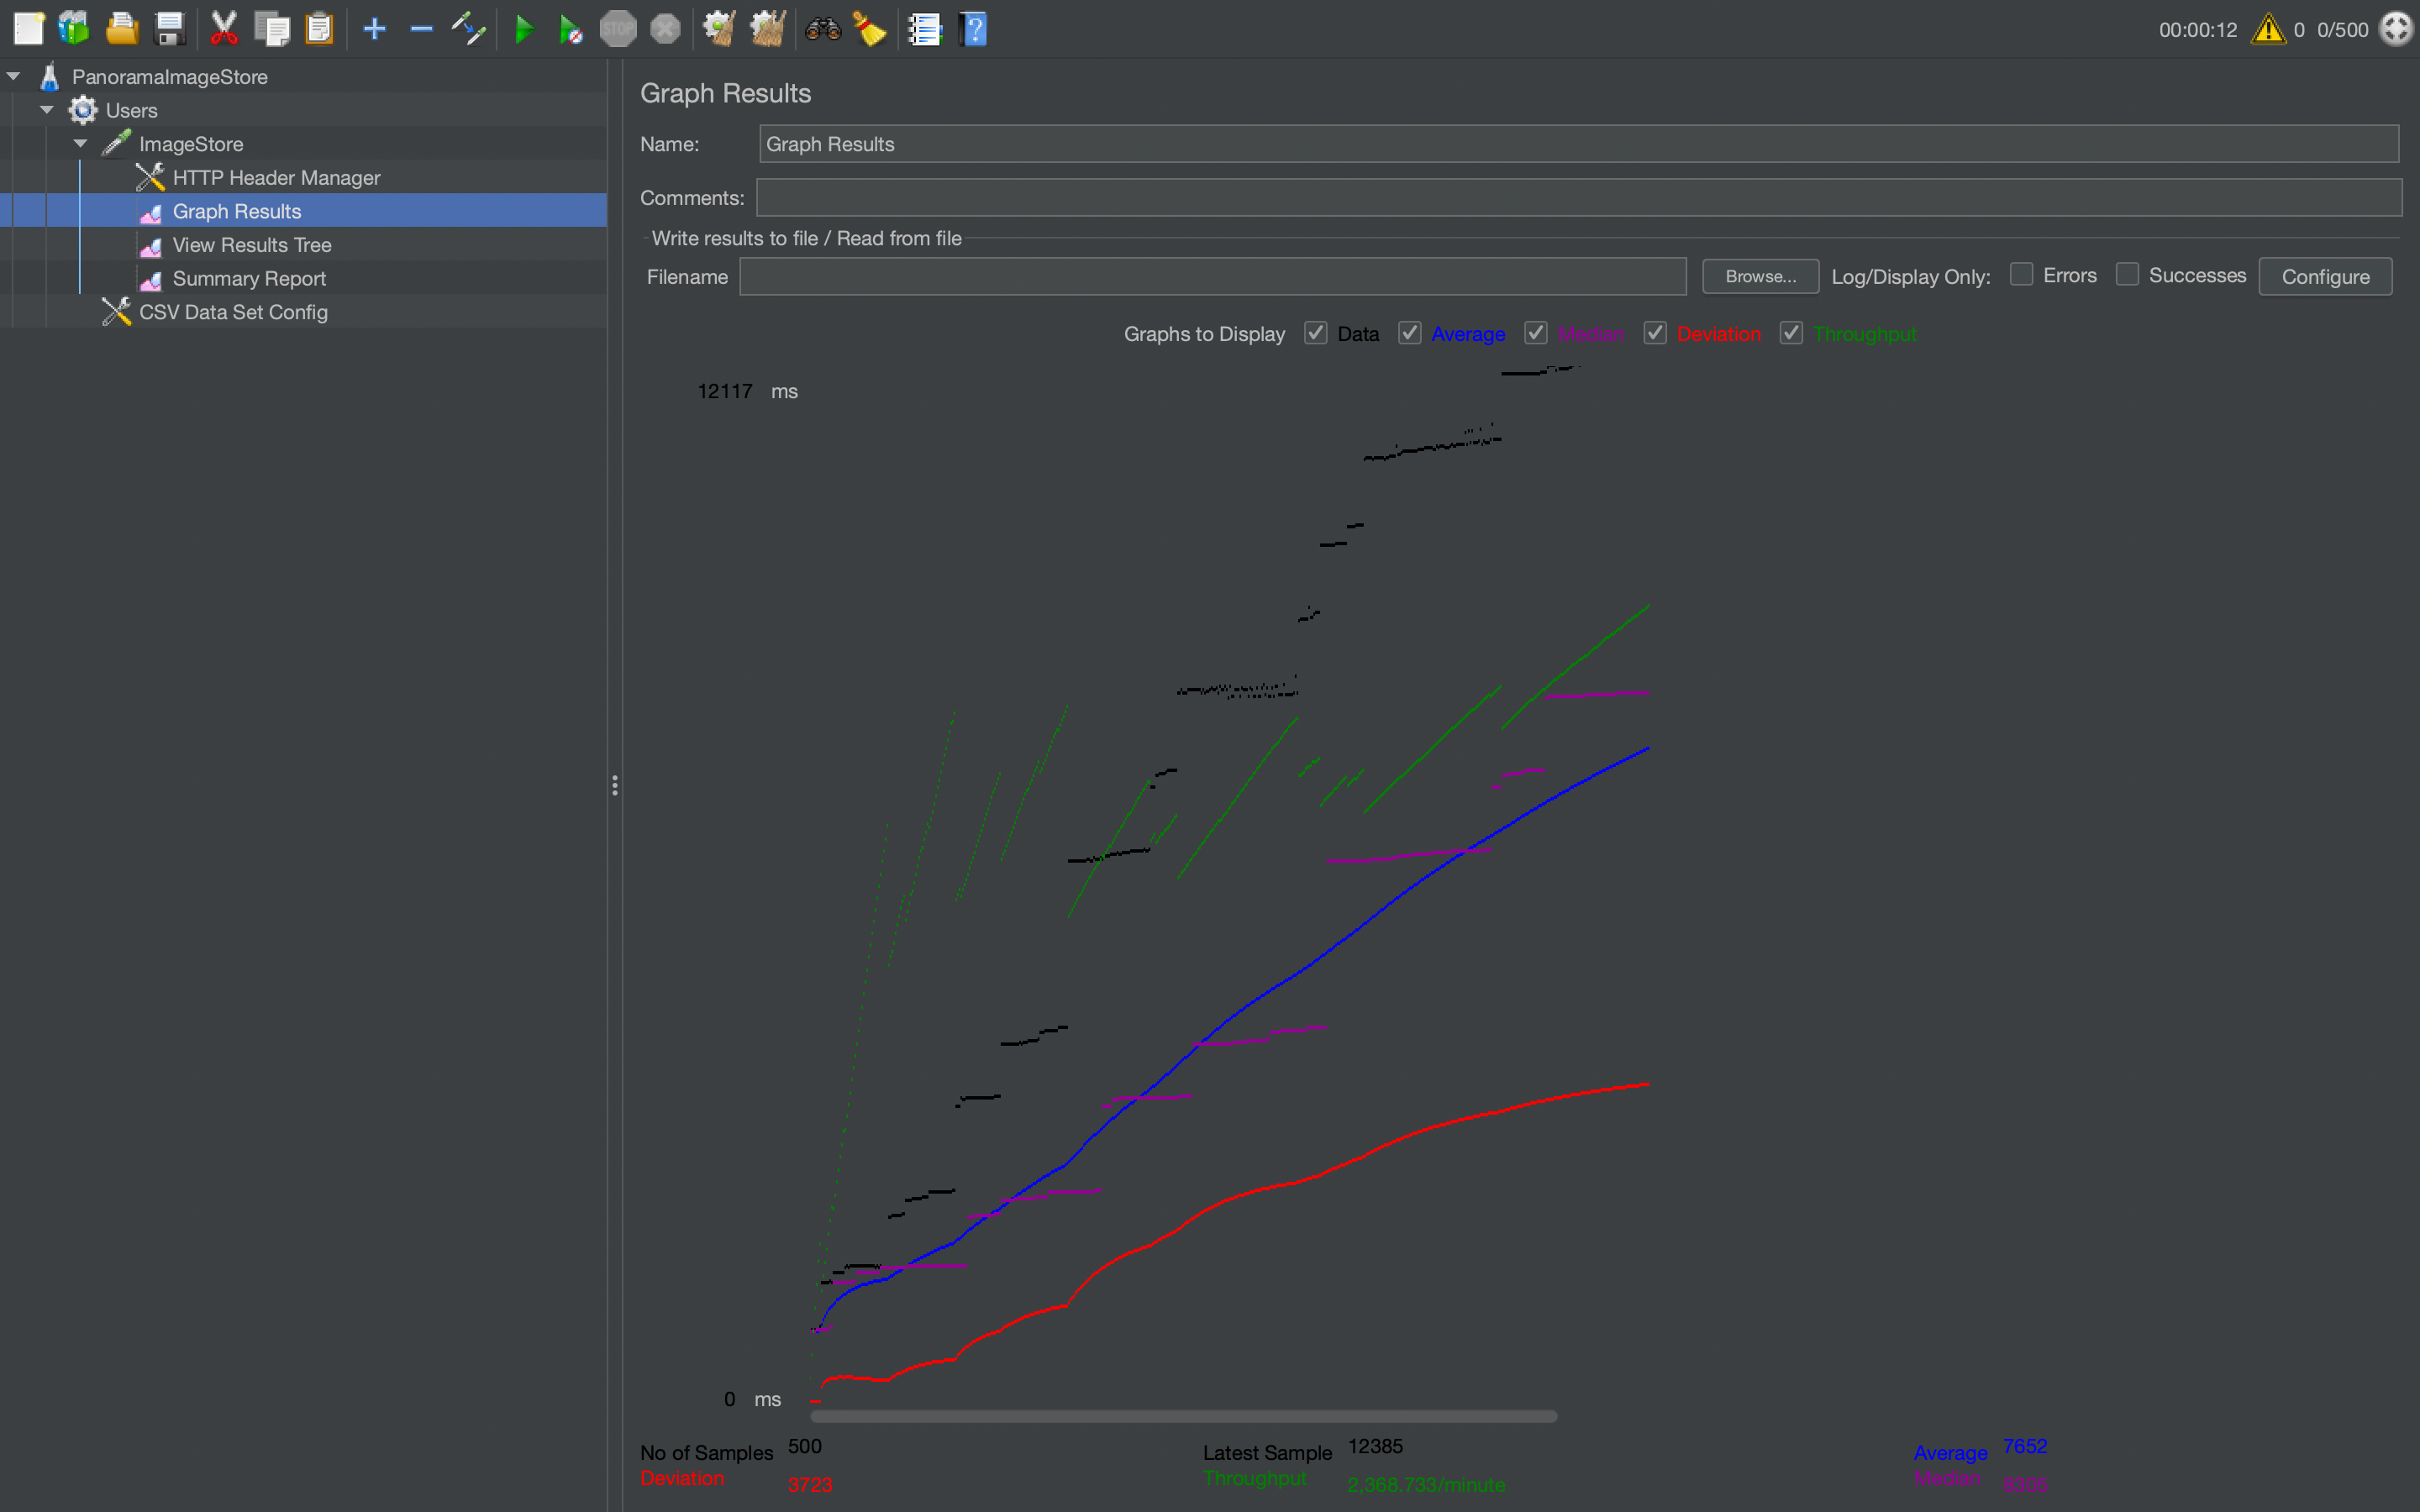 STOP
00:00:12 0 0/500
PanoramaImageStore
Users
ImageStore
HTTP Header Manager
Graph Results
View Results Tree
Summary Report
CSV Data Set Config
Graph Results
Name: Graph Results
Comments:
Write results to file / Read from file
Filename Browse... Log/Display Only: Errors Successes Configure
Graphs to Display Data Average Median Deviation Throughput
12117 ms
0 ms
No of Samples 500 Latest Sample 12385 Average 7652
Deviation 3723 Throughput 2,368.733/minute Median 8395